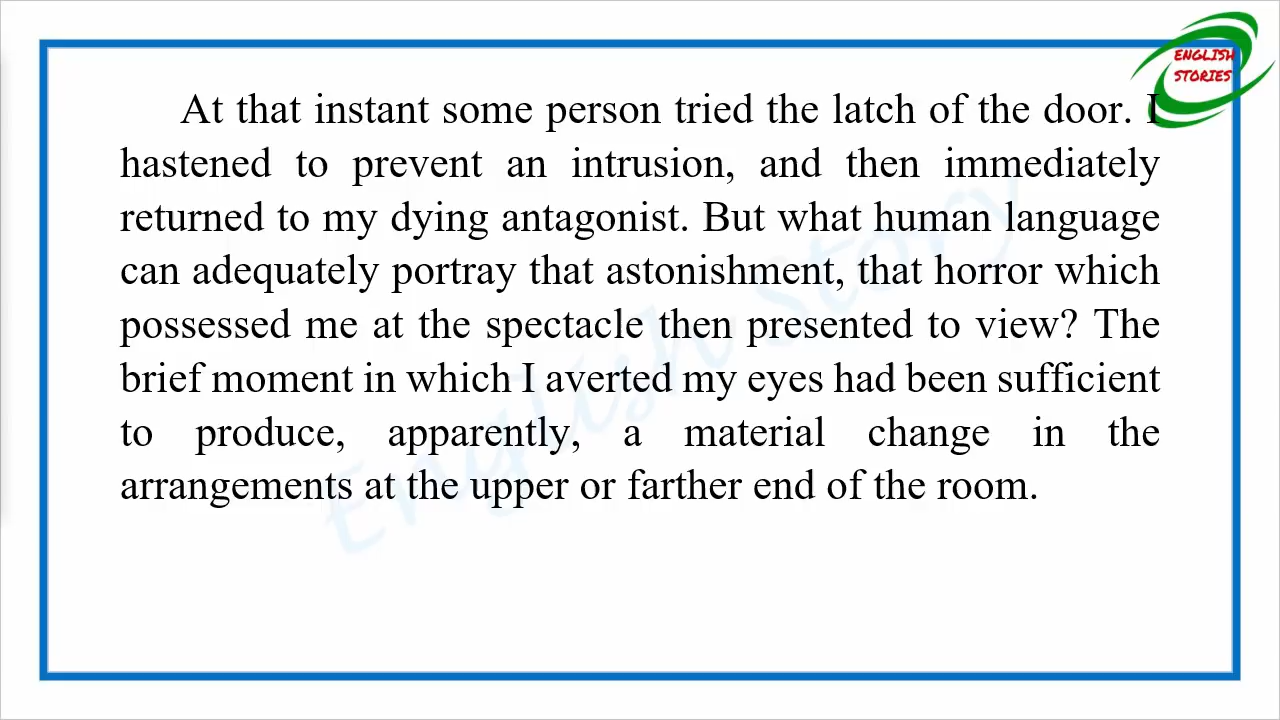 ENGLISH
STORIES
At that instant some person tried the latch of the door. I
hastened to prevent an intrusion, and then immediately
returned to my dying antagonist. But what human language
can adequately portray that astonishment, that horror which
possessed me at the spectacle then presented to view? The
brief moment in which I averted my eyes had been sufficient
to produce, apparently, a material change in the
arrangements at the upper or farther end of the room.
English Story